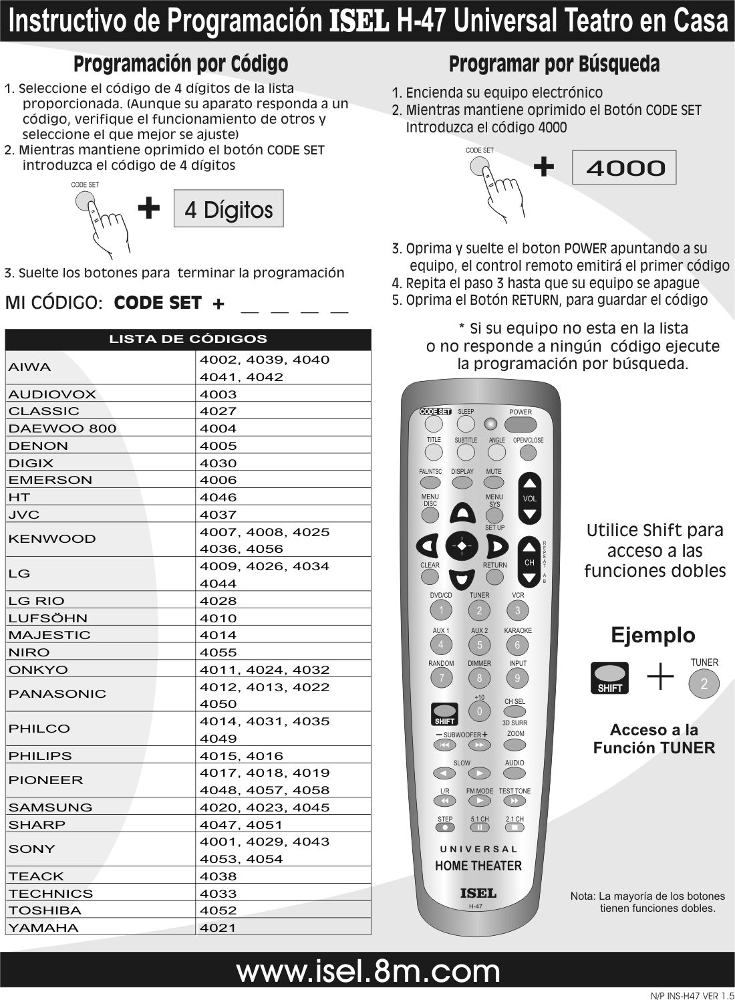 Instructivo de Programación ISEL H-47 Universal Teatro en Casa
Programación por Código
1. Seleccione el código de 4 dígitos de la lista
proporcionada. (Aunque su aparato responda a un
código, verifique el funcionamiento de otros y
seleccione el que mejor se ajuste)
2. Mientras mantiene oprimido el botón CODE SET
introduzca el código de 4 dígitos
CODE SET
+
4 Dígitos
3. Suelte los botones para  terminar la programación
MI CÓDIGO: CODE SET + __ __ __ __
LISTA DE CÓDIGOS
AIWA 4002, 4039, 4040
4041, 4042
AUDIOVOX 4003
CLASSIC 4027
DAEWOO 800 4004
DENON 4005
DIGIX 4030
EMERSON 4006
HT 4046
JVC 4037
KENWOOD 4007, 4008, 4025
4036, 4056
LG 4009, 4026, 4034
4044
LG RIO 4028
LUFSÖHN 4010
MAJESTIC 4014
NIRO 4055
ONKYO 4011, 4024, 4032
PANASONIC 4012, 4013, 4022
4050
PHILCO 4014, 4031, 4035
4049
PHILIPS 4015, 4016
PIONEER 4017, 4018, 4019
4048, 4057, 4058
SAMSUNG 4020, 4023, 4045
SHARP 4047, 4051
SONY 4001, 4029, 4043
4053, 4054
TEACK 4038
TECHNICS 4033
TOSHIBA 4052
YAMAHA 4021
Programar por Búsqueda
1. Encienda su equipo electrónico
2. Mientras mantiene oprimido el Botón CODE SET
Introduzca el código 4000
CODE SET
+
4000
3. Oprima y suelte el boton POWER apuntando a su
equipo, el control remoto emitirá el primer código
4. Repita el paso 3 hasta que su equipo se apague
5. Oprima el Botón RETURN, para guardar el código
* Si su equipo no esta en la lista
o no responde a ningún  código ejecute
la programación por búsqueda.
CODE SET SLEEP POWER
TITLE SUBTITLE ANGLE OPEN/CLOSE
PAL/NTSC DISPLAY MUTE
VOL
MENU DISC MENU SYS
SET UP
CH
REPEAT AB
CLEAR RETURN
DVD/CD TUNER VCR
1 2 3
AUX 1 AUX 2 KARAOKE
4 5 6
RANDOM DIMMER INPUT
7 8 9
+10
0
CH SEL
SHIFT
3D SURR
− SUBWOOFER + ZOOM
SLOW AUDIO
L/R FM MODE TEST TONE
STEP 5.1 CH 2.1 CH
UNIVERSAL
HOME THEATER
ISEL
H-47
Utilice Shift para
acceso a las
funciones dobles
Ejemplo
SHIFT + TUNER 2
Acceso a la
Función TUNER
Nota: La mayoría de los botones
tienen funciones dobles.
www.isel.8m.com
N/P INS-H47 VER 1.5